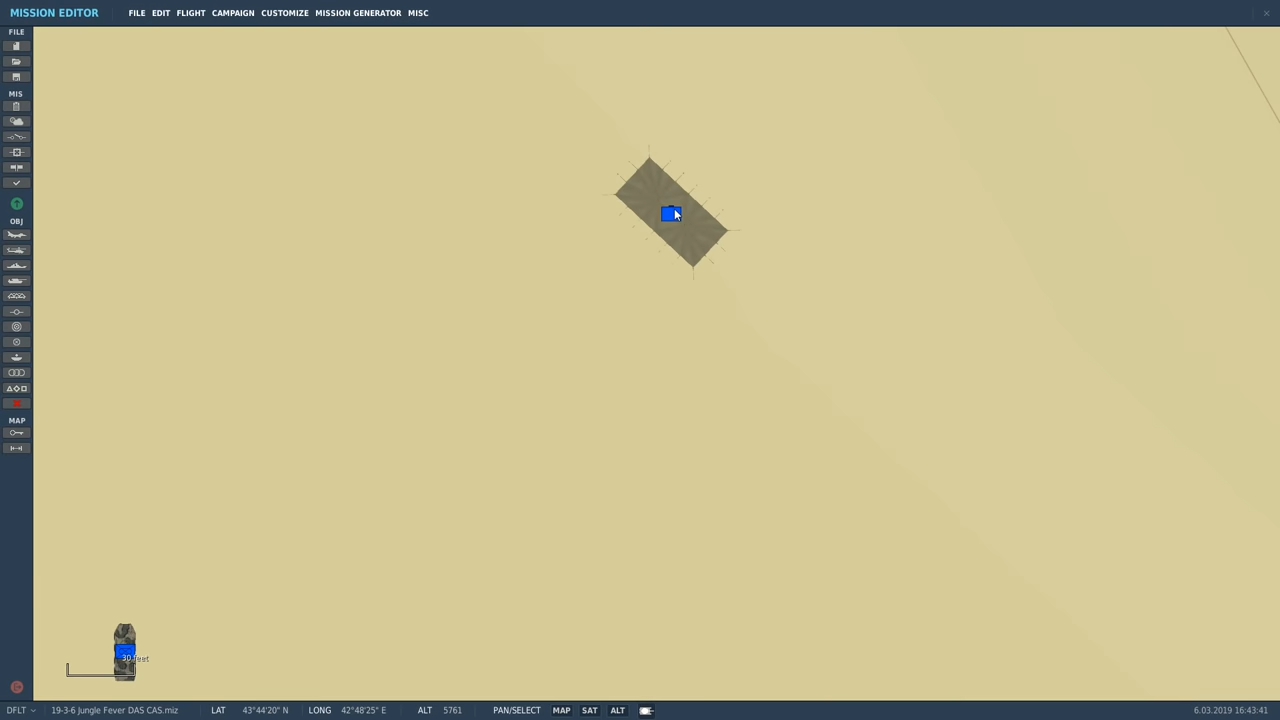 MISSION EDITOR
FILE EDIT FLIGHT CAMPAIGN CUSTOMIZE MISSION GENERATOR MISC
FILE
MIS
OBJ
MAP
30 feet
DFLT 19-3-6 Jungle Fever DAS CAS.miz LAT 43°44'20" N LONG 42°48'25" E ALT 5761 PAN/SELECT MAP SAT ALT 6.03.2019 16:43:41